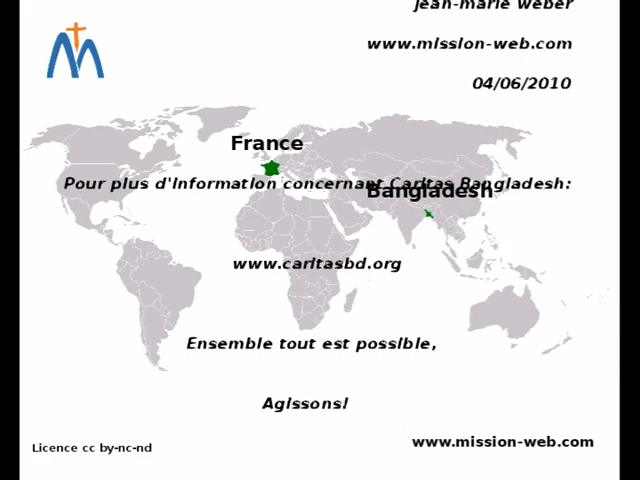 jean-marie weber
www.mission-web.com
04/06/2010
France
Pour plus d'information concernant Caritas Bangladesh:
Bangladesh
www.caritasbd.org
Ensemble tout est possible,
Agissons!
www.mission-web.com
Licence cc by-nc-nd